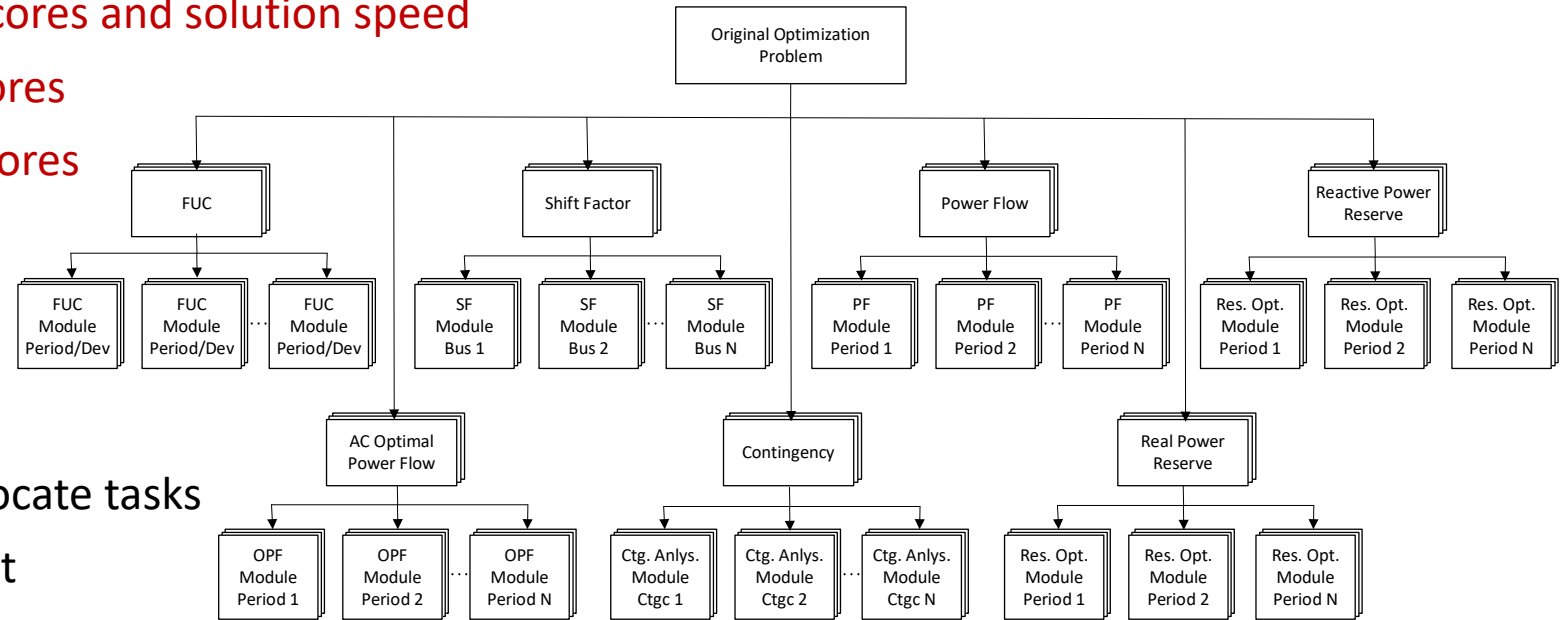 cores and solution speed
ores
ores
ocate tasks
t
Original Optimization
Problem
FUC
Shift Factor
Power Flow
Reactive Power
Reserve
FUC
Module
Period/Dev
FUC
Module
Period/Dev
...
FUC
Module
Period/Dev
SF
Module
Bus 1
SF
Module
Bus 2
...
SF
Module
Bus N
PF
Module
Period 1
PF
Module
Period 2
...
PF
Module
Period N
Res. Opt.
Module
Period 1
Res. Opt.
Module
Period 2
Res. Opt.
Module
Period N
AC Optimal
Power Flow
Contingency
Real Power
Reserve
OPF
Module
Period 1
OPF
Module
Period 2
...
OPF
Module
Period N
Ctg. Anlys.
Module
Ctgc 1
Ctg. Anlys.
Module
Ctgc 2
...
Ctg. Anlys.
Module
Ctgc N
Res. Opt.
Module
Period 1
Res. Opt.
Module
Period 2
Res. Opt.
Module
Period N